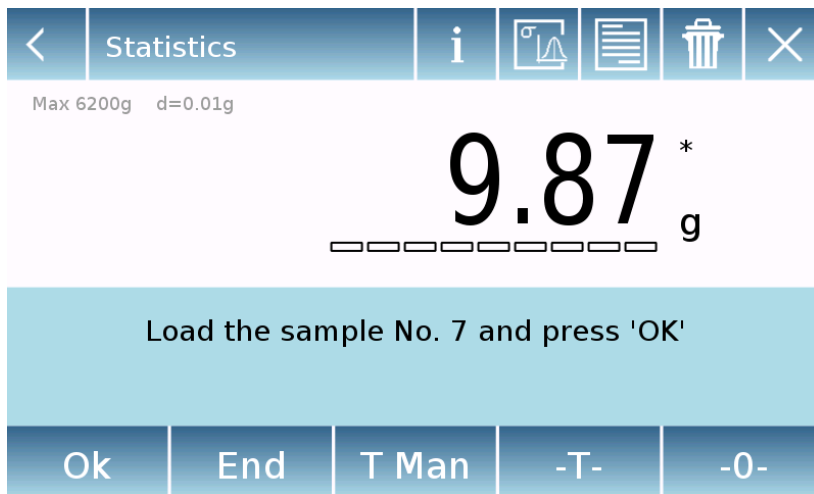 Statistics
Max 6200g d=0.01g
9.87 * g
Load the sample No. 7 and press 'OK'
Ok End T Man -T- -0-